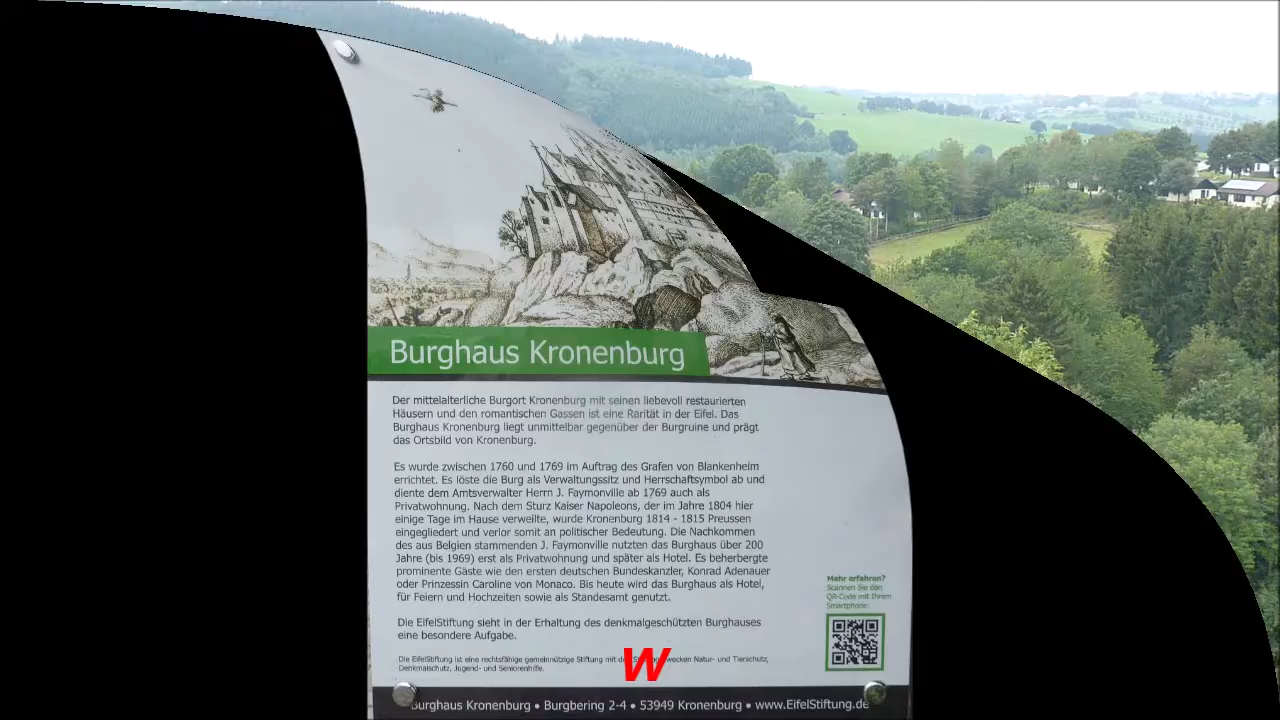 Burghaus Kronenburg
Der mittelalterliche Burgort Kronenburg mit seinen liebevoll restaurierten
Häusern und den romantischen Gassen ist eine Rarität in der Eifel. Das
Burghaus Kronenburg liegt unmittelbar gegenüber der Burgruine und prägt
das Ortsbild von Kronenburg.
Es wurde zwischen 1760 und 1769 im Auftrag des Grafen von Blankenheim
errichtet. Es löste die Burg als Verwaltungssitz und Herrschaftsymbol ab und
diente dem Amtsverwalter Herrn J. Faymonville ab 1769 auch als
Privatwohnung. Nach dem Sturz Kaiser Napoleons, der im Jahre 1804 hier
einige Tage im Hause verweilte, wurde Kronenburg 1814 - 1815 Preussen
eingegliedert und verlor somit an politischer Bedeutung. Die Nachkommen
des aus Belgien stammenden J. Faymonville nutzten das Burghaus über 200
Jahre (bis 1969) erst als Privatwohnung und später als Hotel. Es beherbergte
prominente Gäste wie den ersten deutschen Bundeskanzler, Konrad Adenauer
oder Prinzessin Caroline von Monaco. Bis heute wird das Burghaus als Hotel,
für Feiern und Hochzeiten sowie als Standesamt genutzt.
Die EifelStiftung sieht in der Erhaltung des denkmalgeschützten Burghauses
eine besondere Aufgabe.
Die EifelStiftung ist eine rechtsfähige gemeinnützige Stiftung mit wecken Natur- und Tierschutz,
Denkmalschutz, Jugend- und Seniorenhilfe.
W
Mehr erfahren?
Scannen Sie den
QR-Code mit Ihrem
Smartphone:
Burghaus Kronenburg • Burgbering 2-4 • 53949 Kronenburg • www.EifelStiftung.de